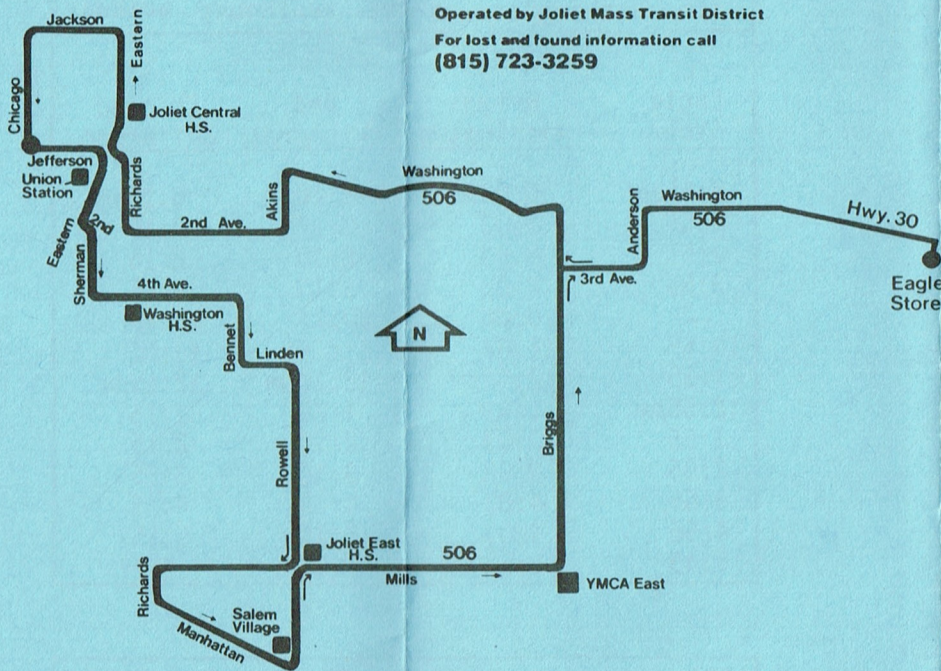 Operated by Joliet Mass Transit District
For lost and found information call
(815) 723-3259
Jackson
Eastern
Chicago
Joliet Central
H.S.
Jefferson
Union
Station
Richards
Akins
Washington
506
Anderson
Washington
506
Hwy. 30
2nd Ave.
2nd
Eastern
Sherman
3rd Ave.
Eagle
Store
4th Ave.
Washington
H.S.
Bennet
Linden
N
Rowell
Briggs
Joliet East
H.S.
506
Mills
YMCA East
Richards
Salem
Village
Manhattan